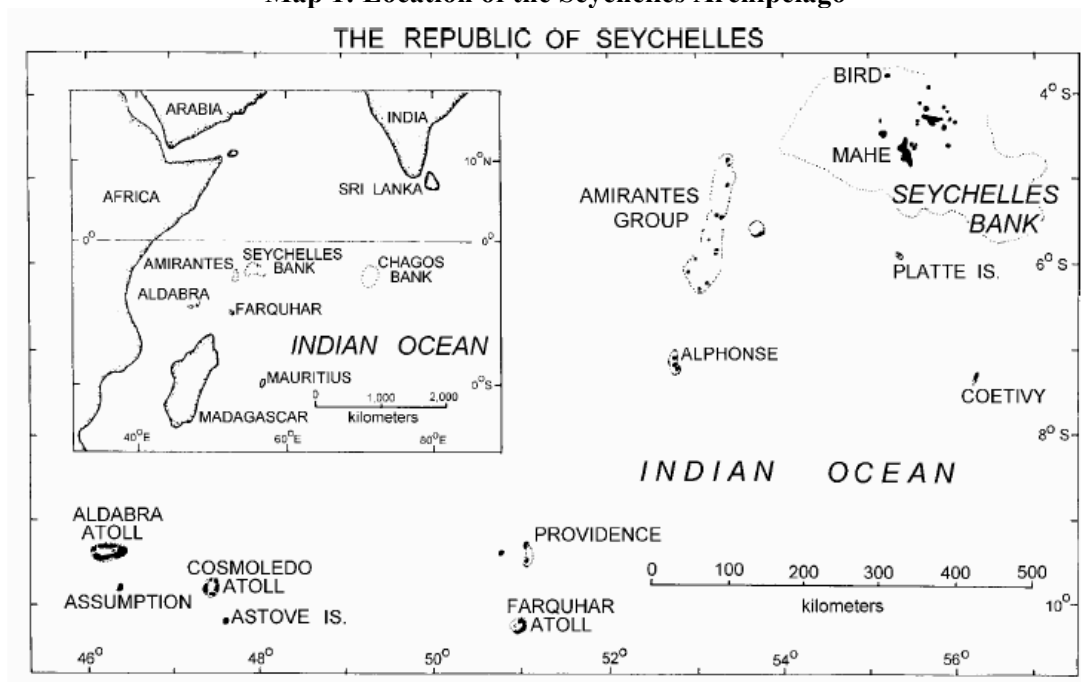 Map 1: Location of the Seychelles Archipelago
THE REPUBLIC OF SEYCHELLES
ARABIA
INDIA
10°N
SRI LANKA
AFRICA
0°
0°
AMIRANTES
SEYCHELLES
BANK
CHAGOS
BANK
ALDABRA
FARQUHAR
INDIAN OCEAN
MAURITIUS
0°S
0 1,000 2,000
kilometers
MADAGASCAR
40°E 60°E 80°E
BIRD
4° S
MAHE
AMIRANTES
GROUP
SEYCHELLES
BANK
PLATTE IS.
6° S
ALPHONSE
COETIVY
8° S
INDIAN OCEAN
ALDABRA
ATOLL
COSMOLEDO
ATOLL
ASSUMPTION
ASTOVE IS.
PROVIDENCE
FARQUHAR
ATOLL
0 100 200 300 400 500
kilometers
10°
46° 48° 50° 52° 54° 56°